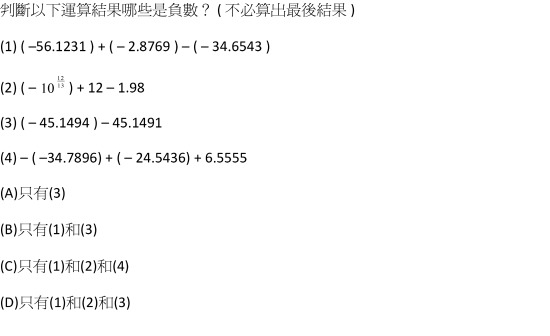 判斷以下運算結果哪些是負數？ ( 不必算出最後結果 )
(1) ( –56.1231 ) + ( – 2.8769 ) – ( – 34.6543 )
(2) ( – 10^{12/13} ) + 12 – 1.98
(3) ( – 45.1494 ) – 45.1491
(4) – ( –34.7896) + ( – 24.5436) + 6.5555
(A)只有(3)
(B)只有(1)和(3)
(C)只有(1)和(2)和(4)
(D)只有(1)和(2)和(3)